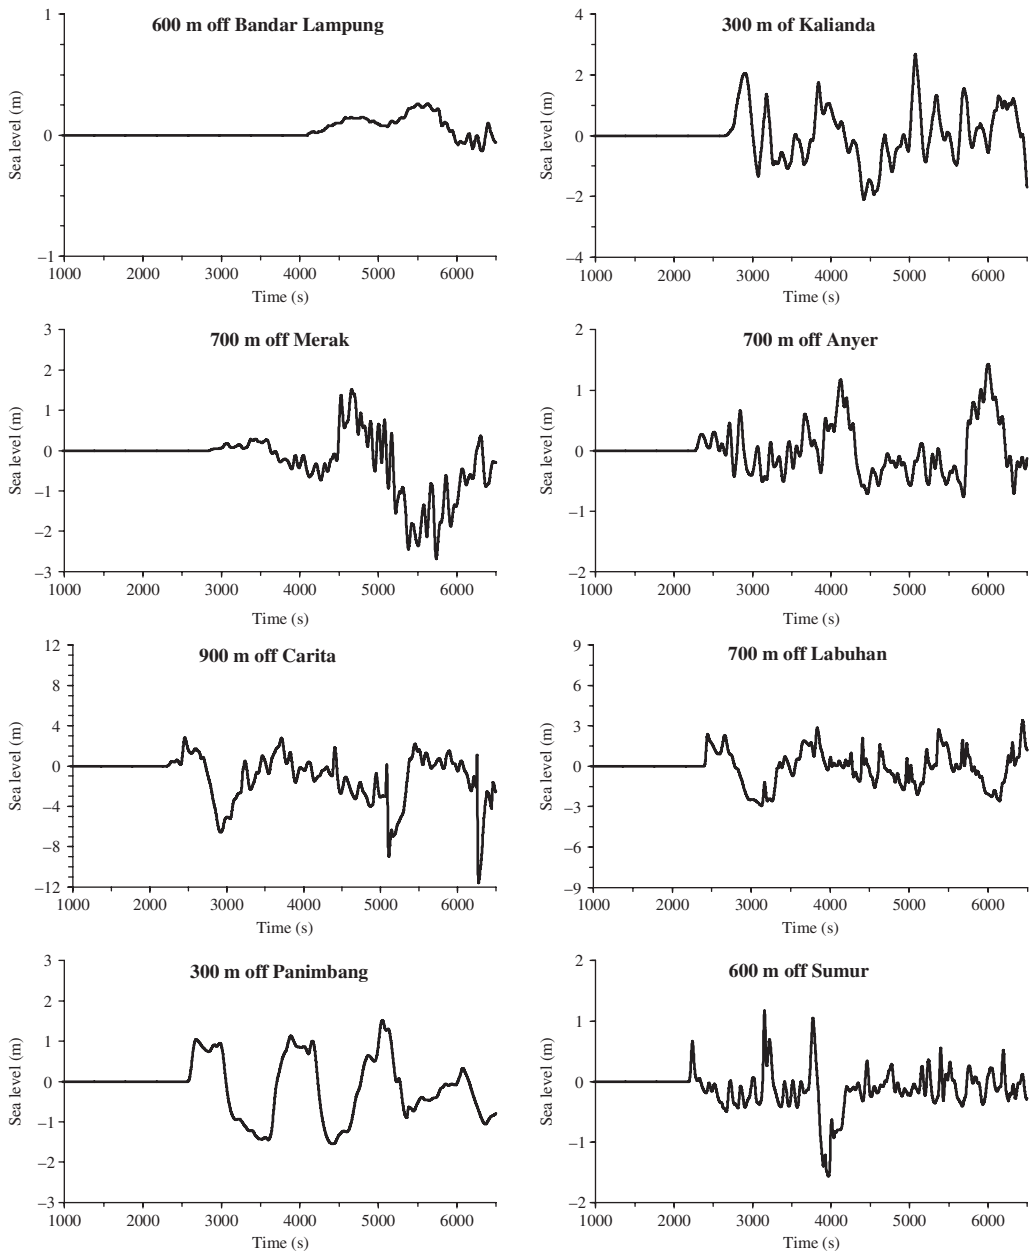 600 m off Bandar Lampung
Sea level (m)
1
0
–1
1000 2000 3000 4000 5000 6000
Time (s)
300 m of Kalianda
Sea level (m)
4
2
0
–2
–4
1000 2000 3000 4000 5000 6000
Time (s)
700 m off Merak
Sea level (m)
3
2
1
0
–1
–2
–3
1000 2000 3000 4000 5000 6000
Time (s)
700 m off Anyer
Sea level (m)
2
1
0
–1
–2
1000 2000 3000 4000 5000 6000
Time (s)
900 m off Carita
Sea level (m)
12
8
4
0
–4
–8
–12
1000 2000 3000 4000 5000 6000
Time (s)
700 m off Labuhan
Sea level (m)
9
6
3
0
–3
–6
–9
1000 2000 3000 4000 5000 6000
Time (s)
300 m off Panimbang
Sea level (m)
3
2
1
0
–1
–2
–3
1000 2000 3000 4000 5000 6000
Time (s)
600 m off Sumur
Sea level (m)
2
1
0
–1
–2
1000 2000 3000 4000 5000 6000
Time (s)